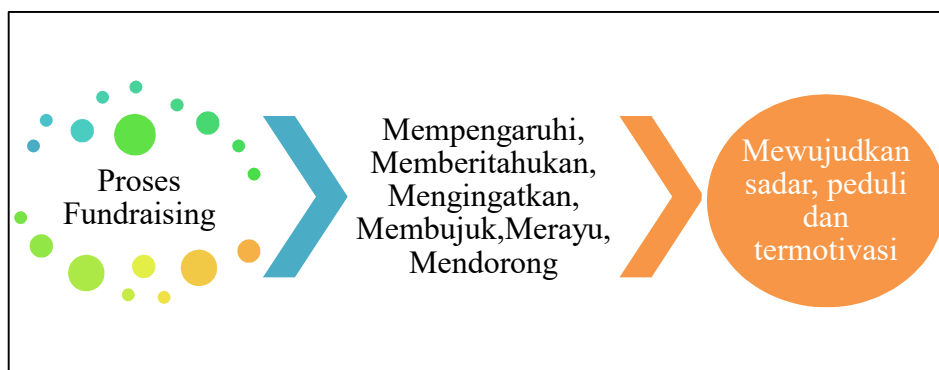 Proses
Fundraising
Mempengaruhi,
Memberitahukan,
Mengingatkan,
Membujuk,Merayu,
Mendorong
Mewujudkan
sadar, peduli
dan
termotivasi